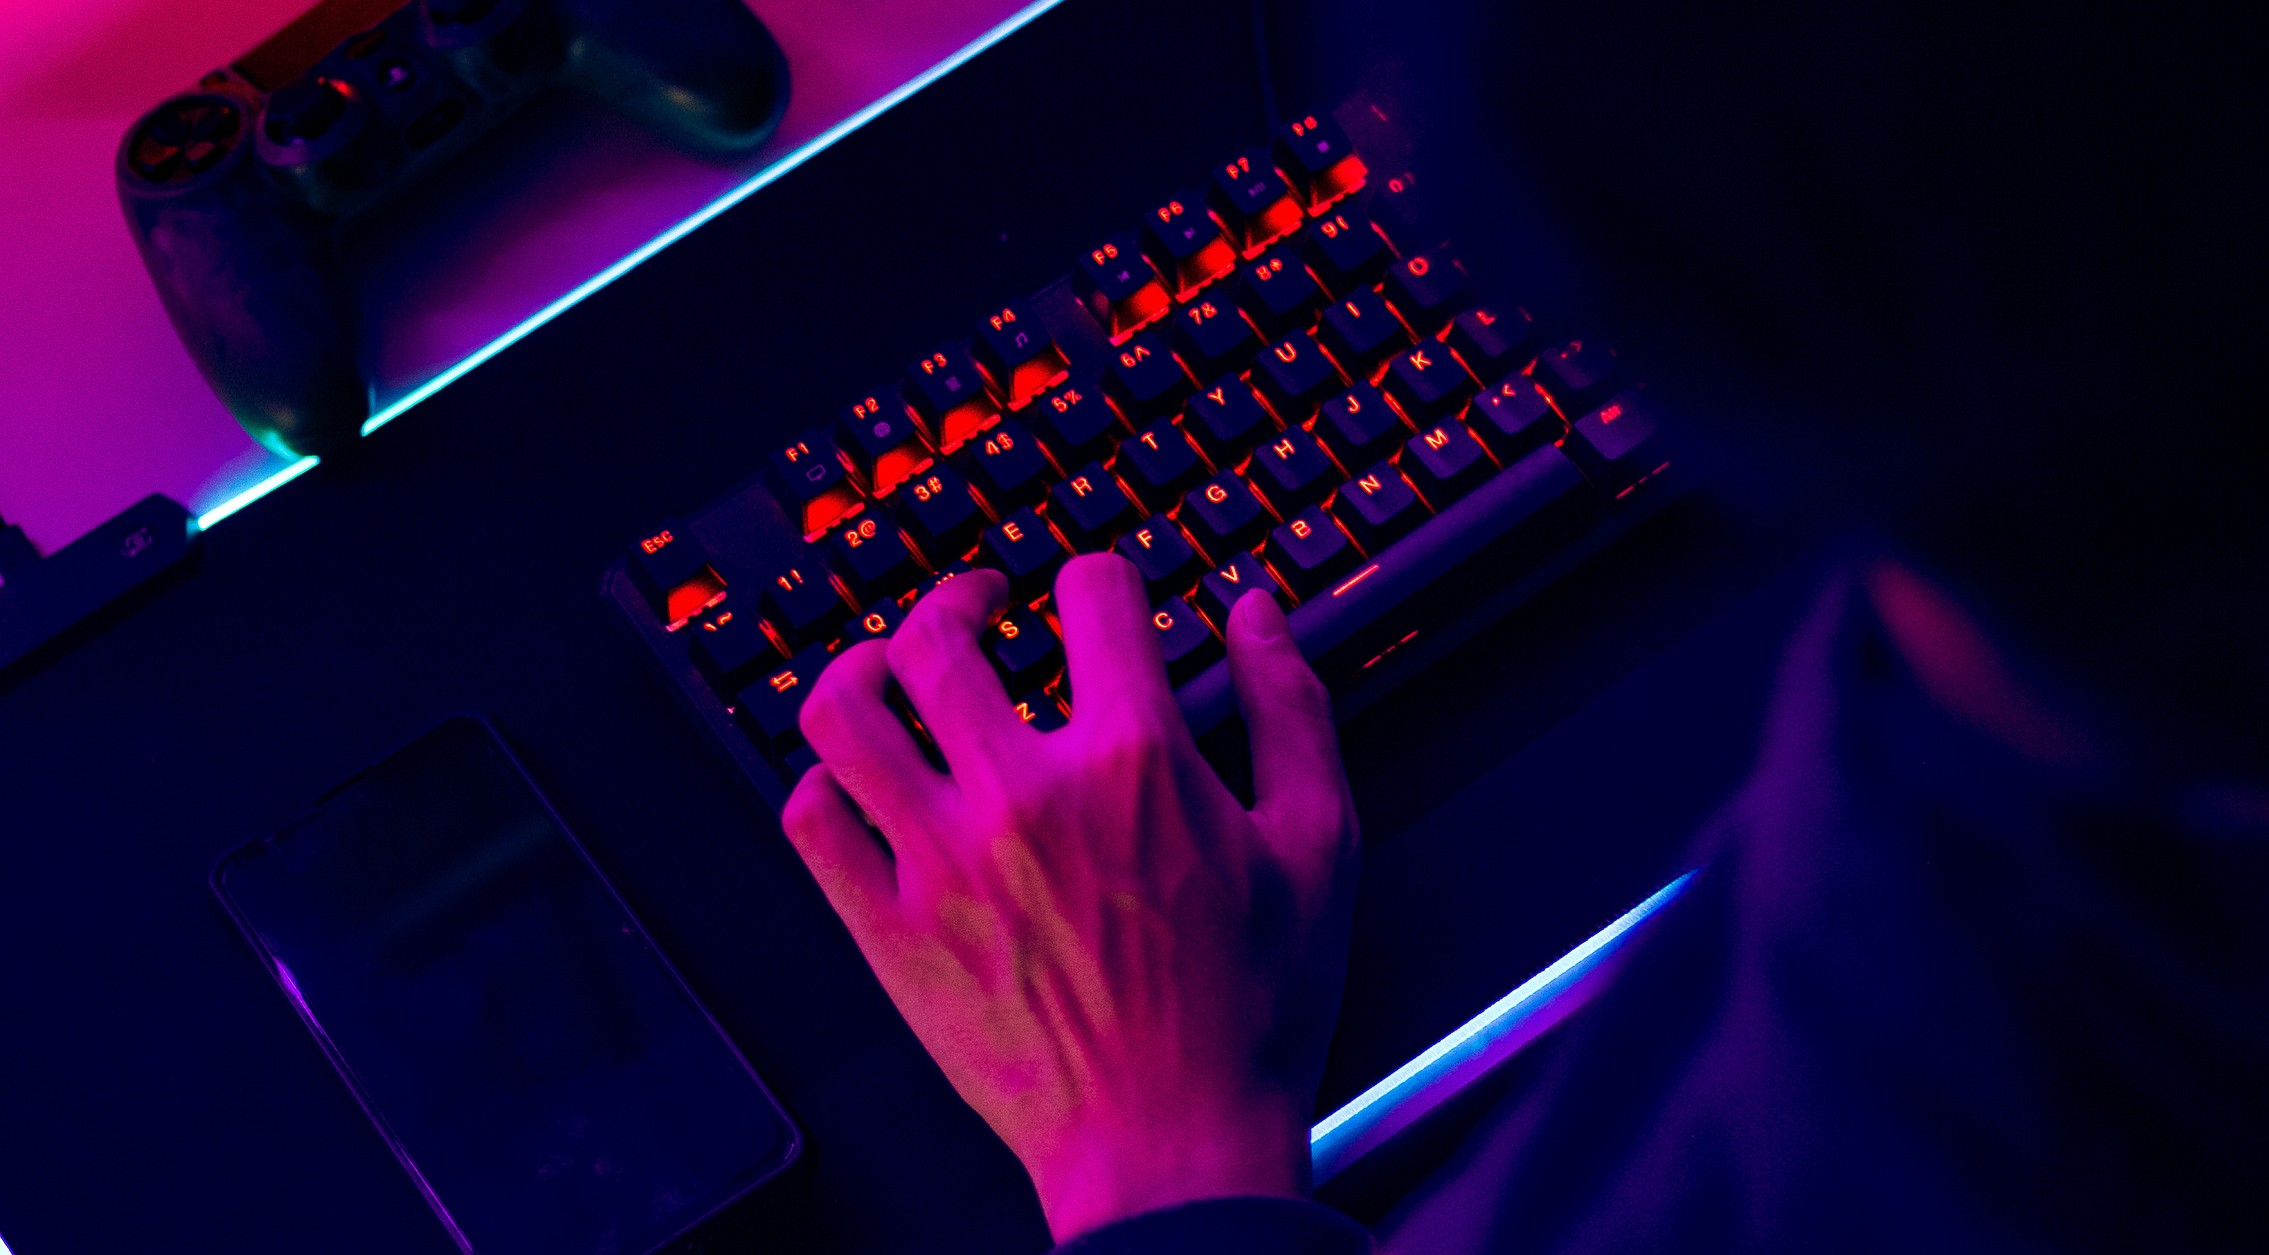 ESC F1 F2 F3 F4 F5 F6 F7 F8
`~ 1! 2@ 3# 4$ 5% 6^ 7& 8* 9(
Q E R T Y U I O
S F G H J K L
Z C V B N M ,<